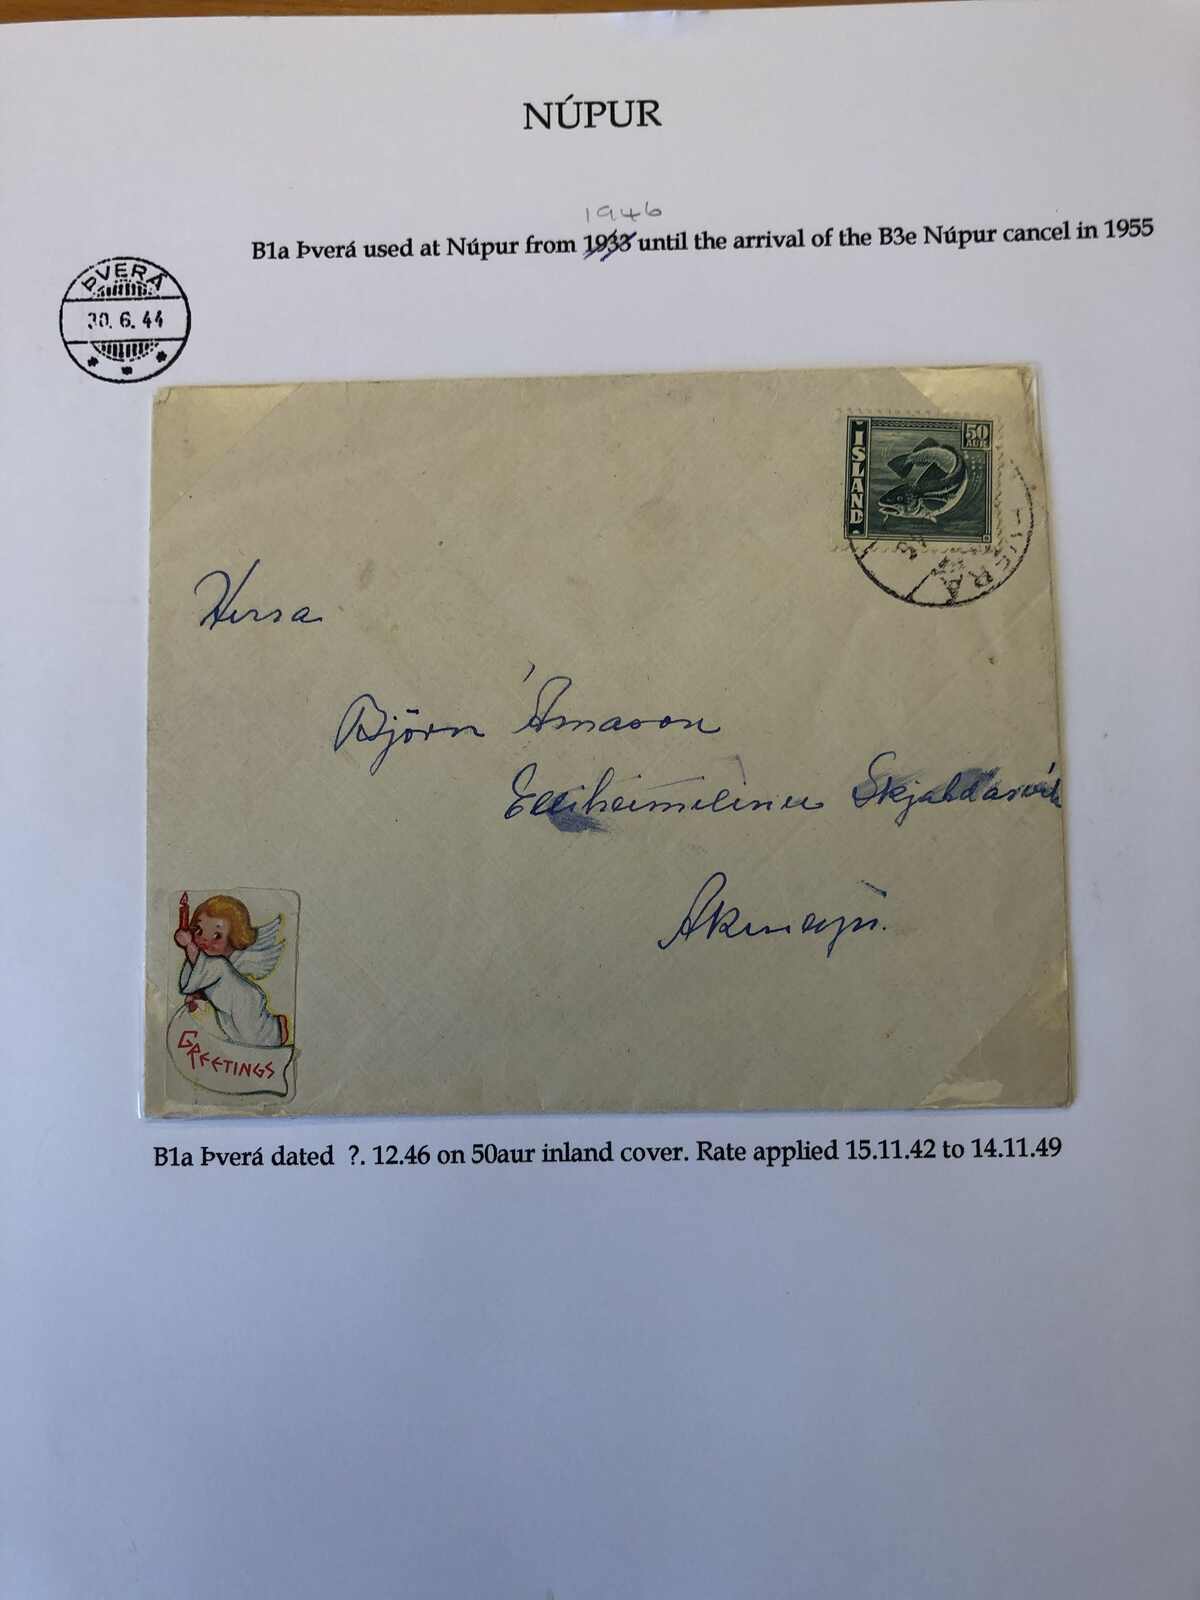 NÚPUR
1946
B1a Þverá used at Núpur from 1933 until the arrival of the B3e Núpur cancel in 1955
ÞVERÁ
30. 6. 44
50
AUR
ÍSLAND
Herra
Björn Árnason
Elliheimilinu Skjaldarvík
Akureyri.
GREETINGS
B1a Þverá dated ?. 12.46 on 50aur inland cover. Rate applied 15.11.42 to 14.11.49